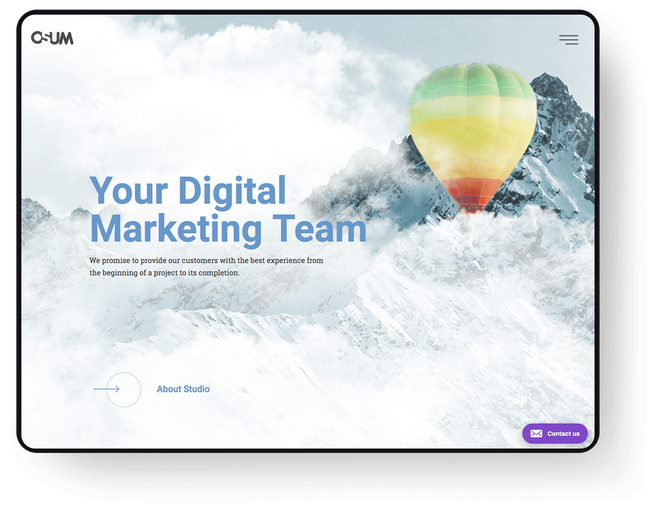 OSUM
Your Digital
Marketing Team
We promise to provide our customers with the best experience from
the beginning of a project to its completion.
About Studio
Contact us